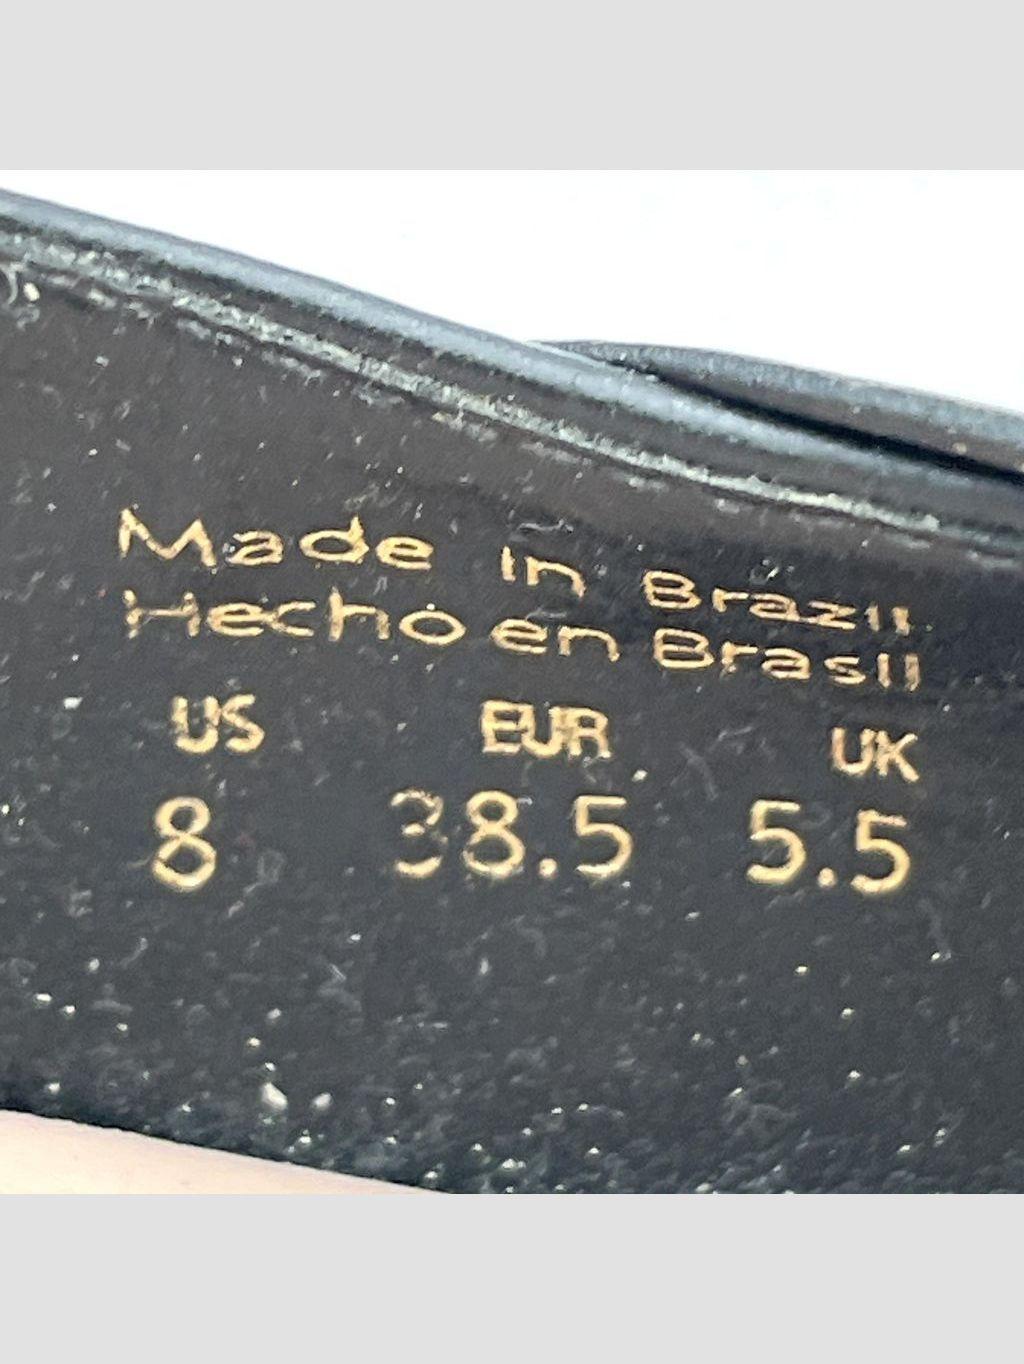 Made in Brazil
Hecho en Brasil
US EUR UK
8 38.5 5.5